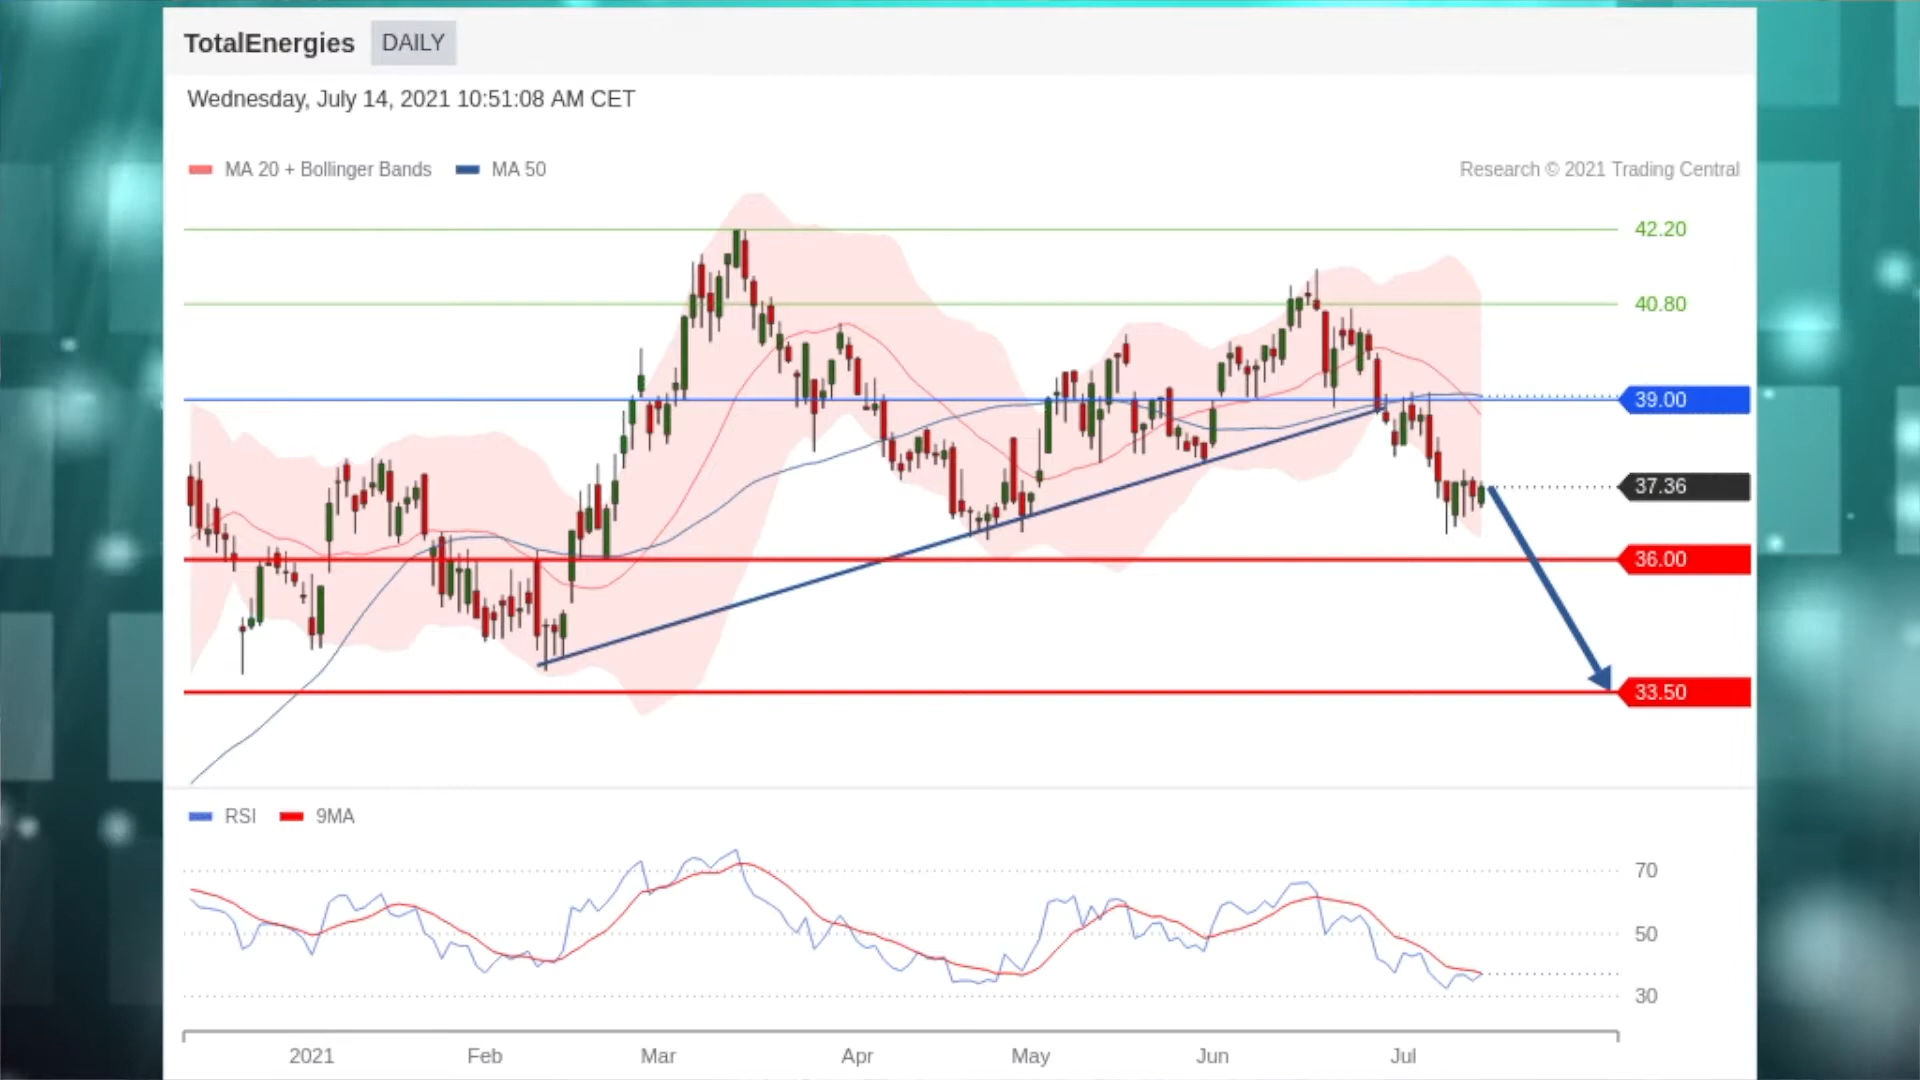 TotalEnergies DAILY
Wednesday, July 14, 2021 10:51:08 AM CET
MA 20 + Bollinger Bands MA 50 Research © 2021 Trading Central
42.20
40.80
39.00
37.36
36.00
33.50
RSI 9MA
70
50
30
2021 Feb Mar Apr May Jun Jul